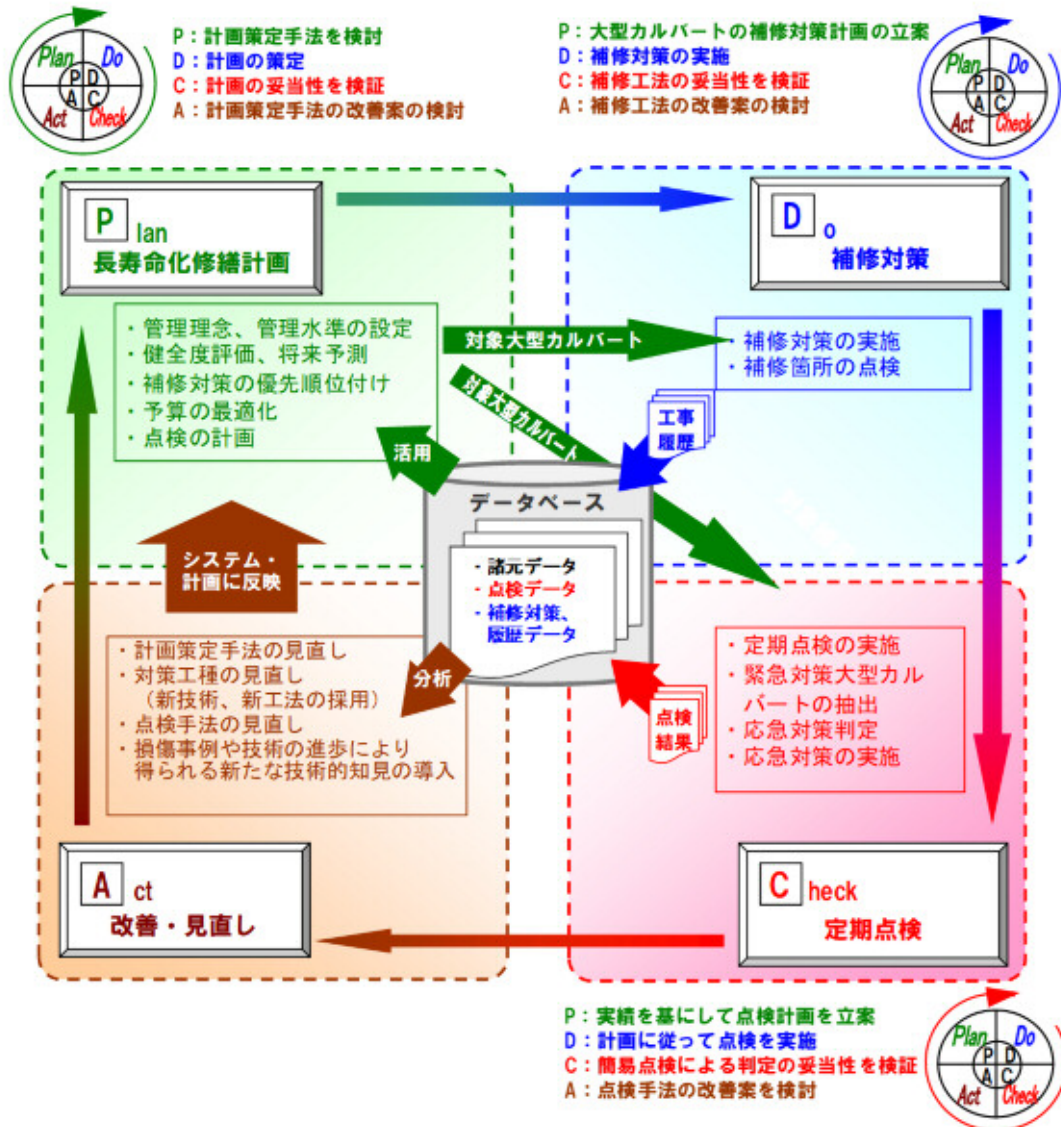 Plan Do
P D
A C
Act Check
P：計画策定手法を検討
D：計画の策定
C：計画の妥当性を検証
A：計画策定手法の改善案の検討
P：大型カルバートの補修対策計画の立案
D：補修対策の実施
C：補修工法の妥当性を検証
A：補修工法の改善案の検討
Plan Do
P D
A C
Act Check
P lan
長寿命化修繕計画
D o
補修対策
・管理理念、管理水準の設定
・健全度評価、将来予測
・補修対策の優先順位付け
・予算の最適化
・点検の計画
対象大型カルバート
対象大型カルバート
・補修対策の実施
・補修箇所の点検
工事
履歴
活用
データベース
・諸元データ
・点検データ
・補修対策、
履歴データ
システム・
計画に反映
・計画策定手法の見直し
・対策工種の見直し
（新技術、新工法の採用）
・点検手法の見直し
・損傷事例や技術の進歩により
得られる新たな技術的知見の導入
分析
点検
結果
・定期点検の実施
・緊急対策大型カル
バートの抽出
・応急対策判定
・応急対策の実施
A ct
改善・見直し
C heck
定期点検
P：実績を基にして点検計画を立案
D：計画に従って点検を実施
C：簡易点検による判定の妥当性を検証
A：点検手法の改善案を検討
Plan Do
P D
A C
Act Check